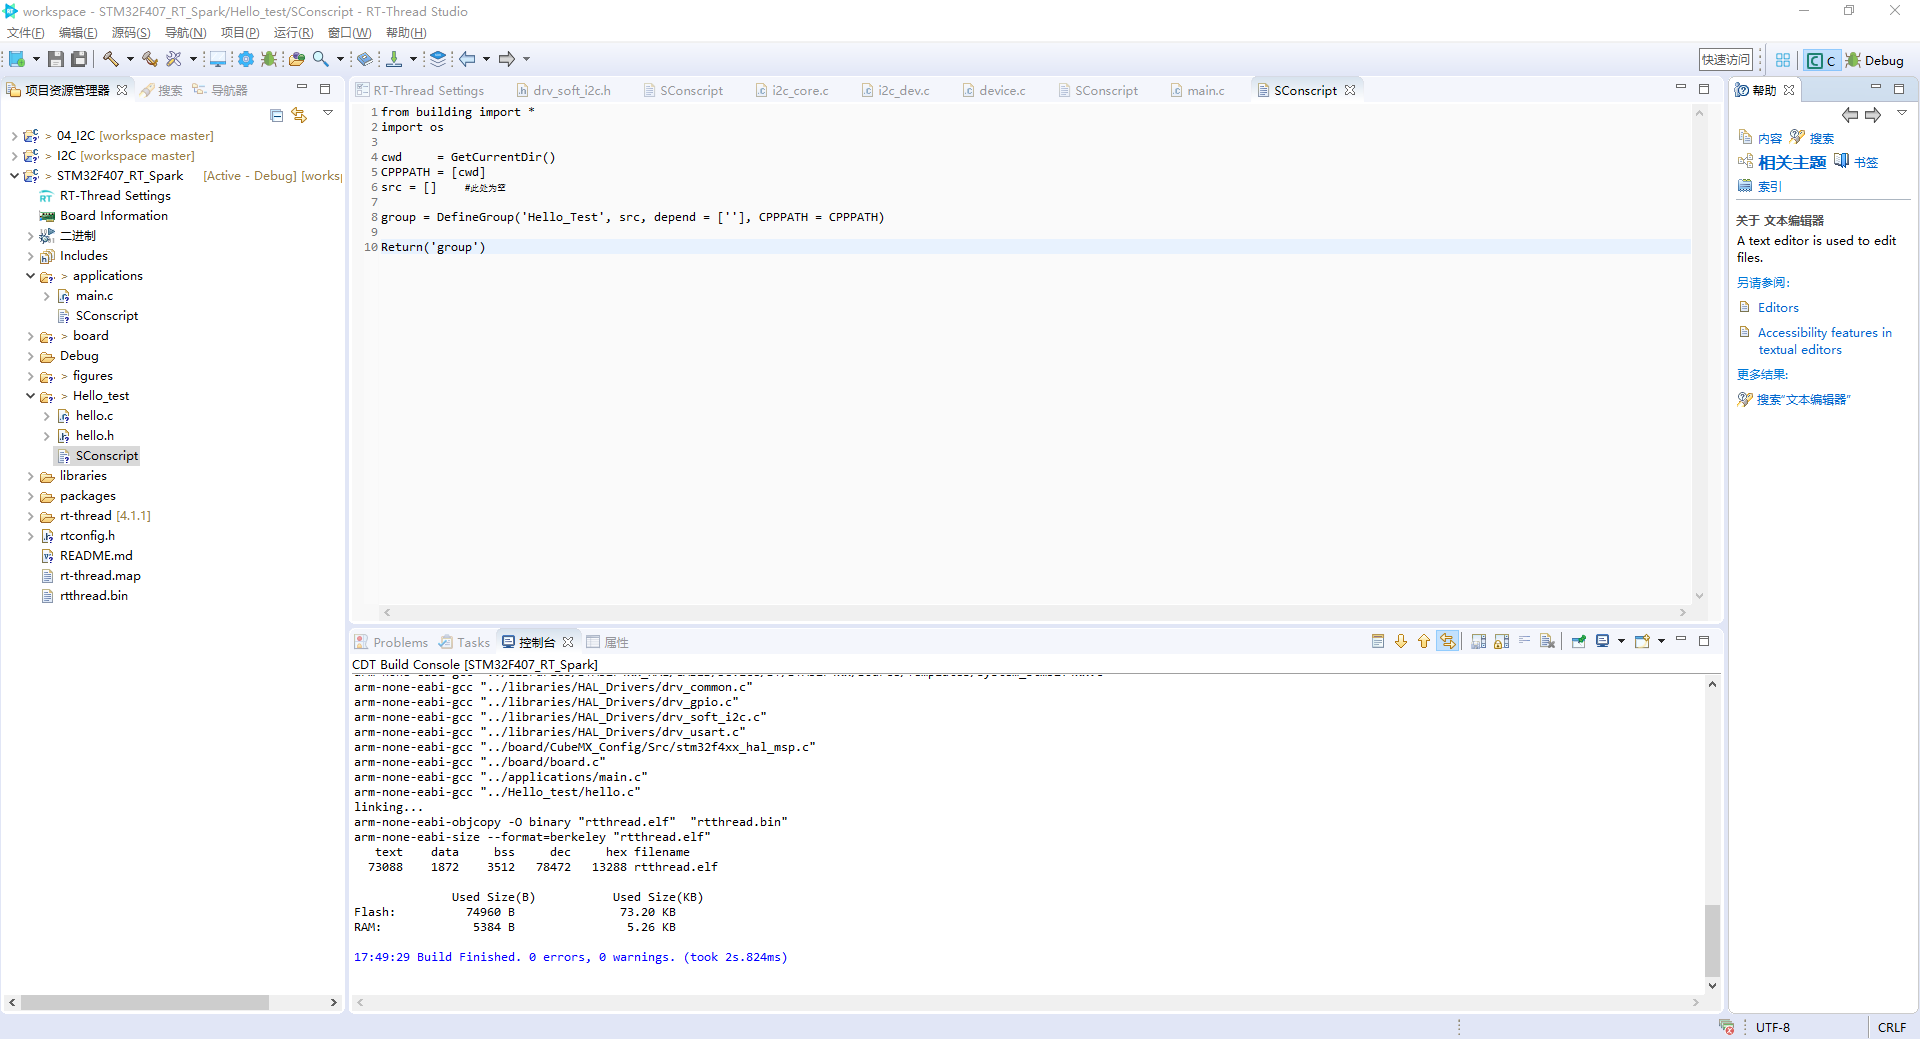 workspace - STM32F407_RT_Spark/Hello_test/SConscript - RT-Thread Studio
文件(F) 编辑(E) 源码(S) 导航(N) 项目(P) 运行(R) 窗口(W) 帮助(H)
快速访问 C Debug
项目资源管理器 搜索 导航器
> 04_I2C [workspace master]
> I2C [workspace master]
> STM32F407_RT_Spark [Active - Debug] [works
RT-Thread Settings
Board Information
二进制
Includes
> applications
main.c
SConscript
> board
Debug
> figures
> Hello_test
hello.c
hello.h
SConscript
libraries
packages
rt-thread [4.1.1]
rtconfig.h
README.md
rt-thread.map
rtthread.bin
RT-Thread Settings drv_soft_i2c.h SConscript i2c_core.c i2c_dev.c device.c SConscript main.c SConscript
1 from building import *
2 import os
3
4 cwd     = GetCurrentDir()
5 CPPPATH = [cwd]
6 src = []    #此处为空
7
8 group = DefineGroup('Hello_Test', src, depend = [''], CPPPATH = CPPPATH)
9
10 Return('group')
Problems Tasks 控制台 属性
CDT Build Console [STM32F407_RT_Spark]
arm-none-eabi-gcc "../libraries/HAL_Drivers/drv_common.c"
arm-none-eabi-gcc "../libraries/HAL_Drivers/drv_gpio.c"
arm-none-eabi-gcc "../libraries/HAL_Drivers/drv_soft_i2c.c"
arm-none-eabi-gcc "../libraries/HAL_Drivers/drv_usart.c"
arm-none-eabi-gcc "../board/CubeMX_Config/Src/stm32f4xx_hal_msp.c"
arm-none-eabi-gcc "../board/board.c"
arm-none-eabi-gcc "../applications/main.c"
arm-none-eabi-gcc "../Hello_test/hello.c"
linking...
arm-none-eabi-objcopy -O binary "rtthread.elf"  "rtthread.bin"
arm-none-eabi-size --format=berkeley "rtthread.elf"
   text    data     bss     dec     hex filename
  73088    1872    3512   78472   13288 rtthread.elf
Used Size(B) Used Size(KB)
Flash: 74960 B 73.20 KB
RAM: 5384 B 5.26 KB
17:49:29 Build Finished. 0 errors, 0 warnings. (took 2s.824ms)
帮助
内容 搜索
相关主题 书签
索引
关于 文本编辑器
A text editor is used to edit
files.
另请参阅:
Editors
Accessibility features in
textual editors
更多结果:
搜索"文本编辑器"
UTF-8 CRLF